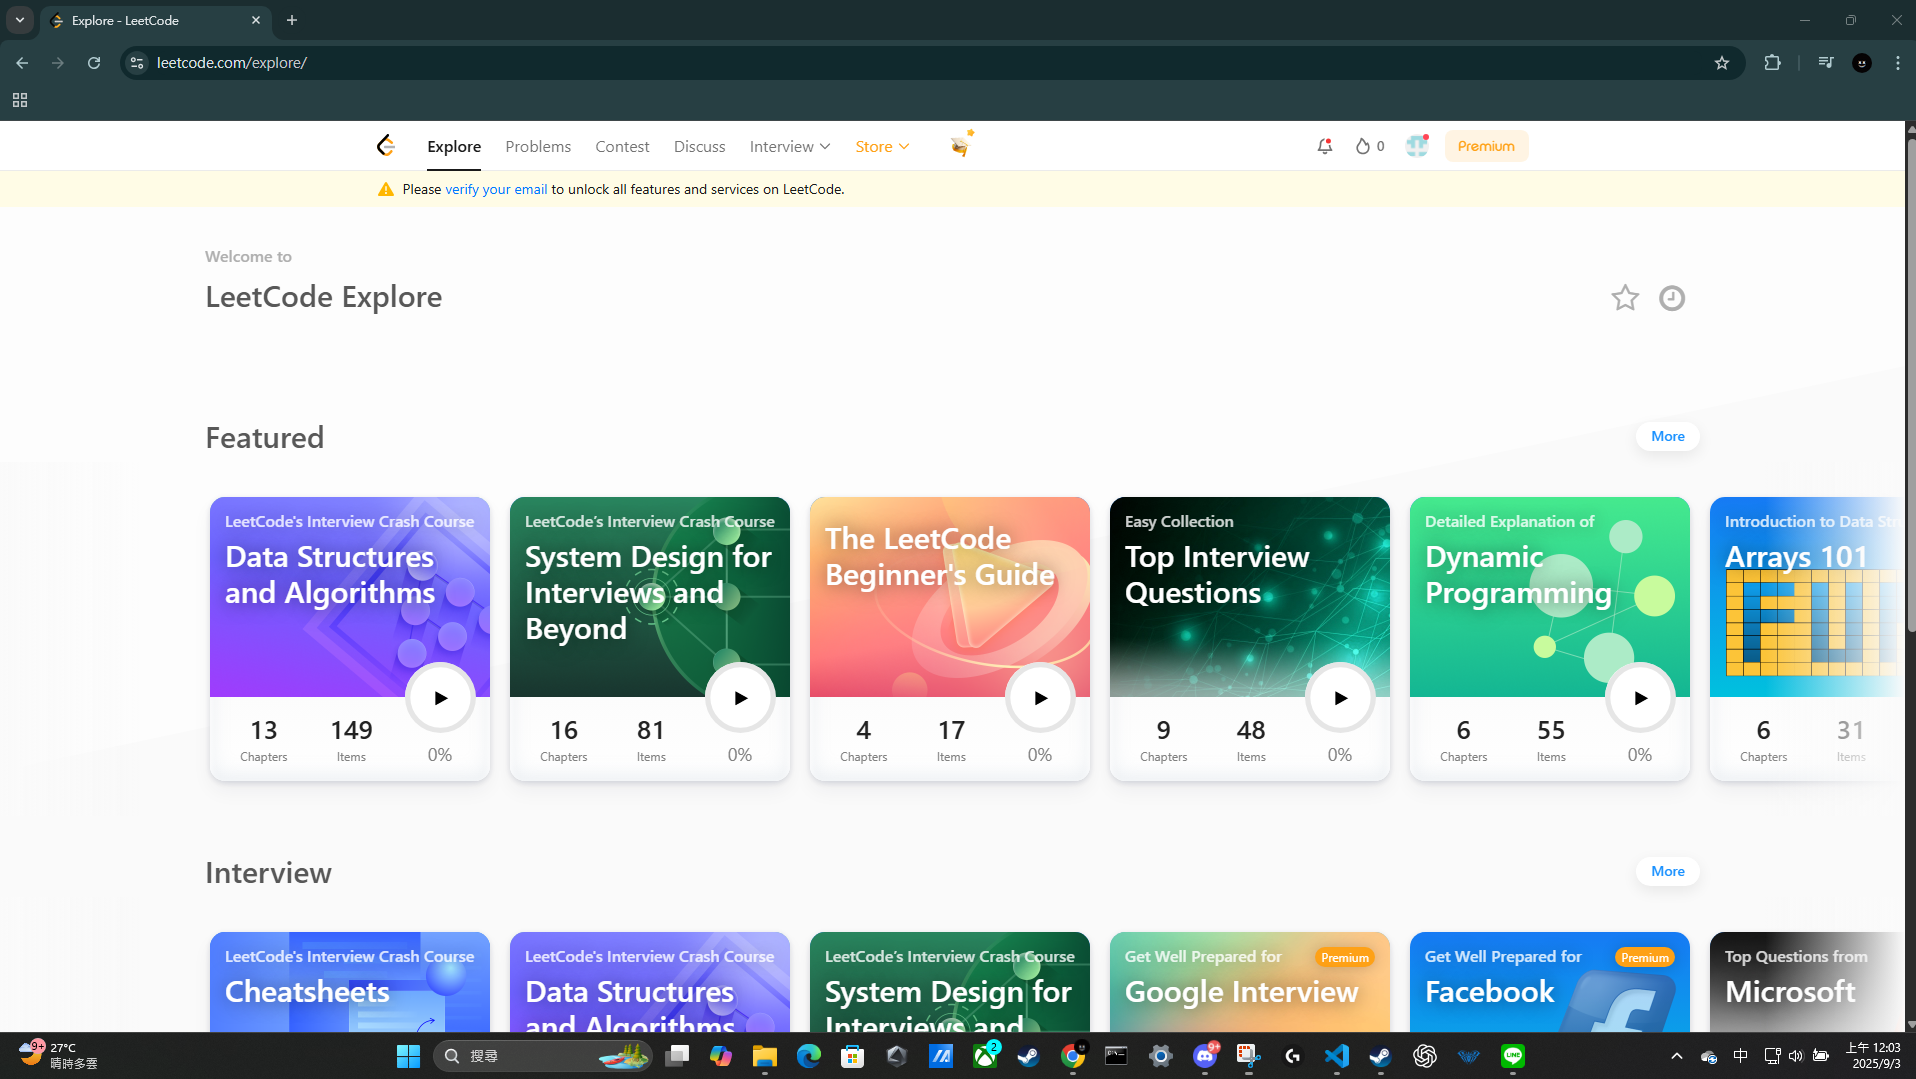 Explore - LeetCode
leetcode.com/explore/
Explore Problems Contest Discuss Interview Store 0 Premium
Please verify your email to unlock all features and services on LeetCode.
Welcome to
LeetCode Explore
Featured
More
LeetCode's Interview Crash Course
Data Structures
and Algorithms
13 149
Chapters Items 0%
LeetCode's Interview Crash Course
System Design for
Interviews and
Beyond
16 81
Chapters Items 0%
The LeetCode
Beginner's Guide
4 17
Chapters Items 0%
Easy Collection
Top Interview
Questions
9 48
Chapters Items 0%
Detailed Explanation of
Dynamic
Programming
6 55
Chapters Items 0%
Introduction to Data
Arrays 101
6 31
Chapters Items
Interview
More
LeetCode's Interview Crash Course
Cheatsheets
LeetCode's Interview Crash Course
Data Structures
and Algorithms
LeetCode's Interview Crash Course
System Design for
Interviews and
Get Well Prepared for Premium
Google Interview
Get Well Prepared for Premium
Facebook
Top Questions from
Microsoft
9+
27°C
晴時多雲
搜尋
2
9+
LINE
中
上午 12:03
2025/9/3